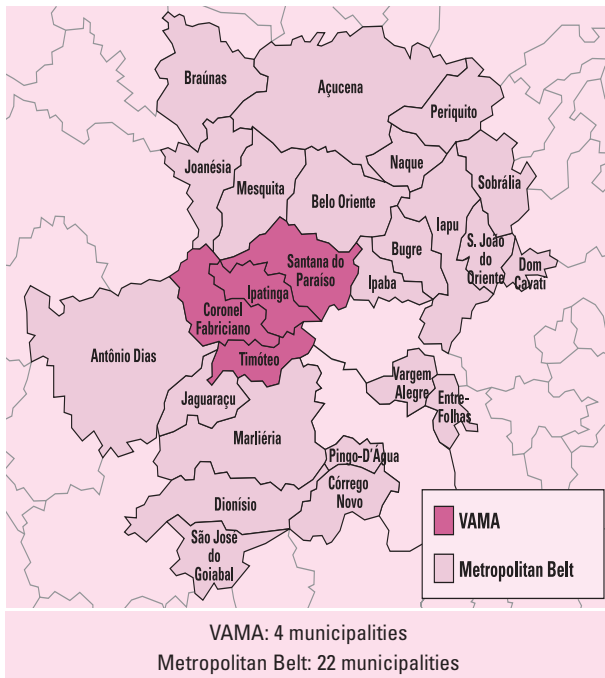 Braúnas
Açucena
Periquito
Joanésia
Mesquita
Naque
Sobrália
Belo Oriente
Iapu
Bugre
S. João
do
Oriente
Dom
Cavati
Santana do
Paraíso
Ipaba
Ipatinga
Coronel
Fabriciano
Antônio Dias
Timóteo
Vargem
Alegre
Jaguaraçu
Entre-
Folhas
Marliéria
Pingo-D'Água
Córrego
Novo
Dionísio
São José
do
Goiabal
VAMA
Metropolitan Belt
VAMA: 4 municipalities
Metropolitan Belt: 22 municipalities